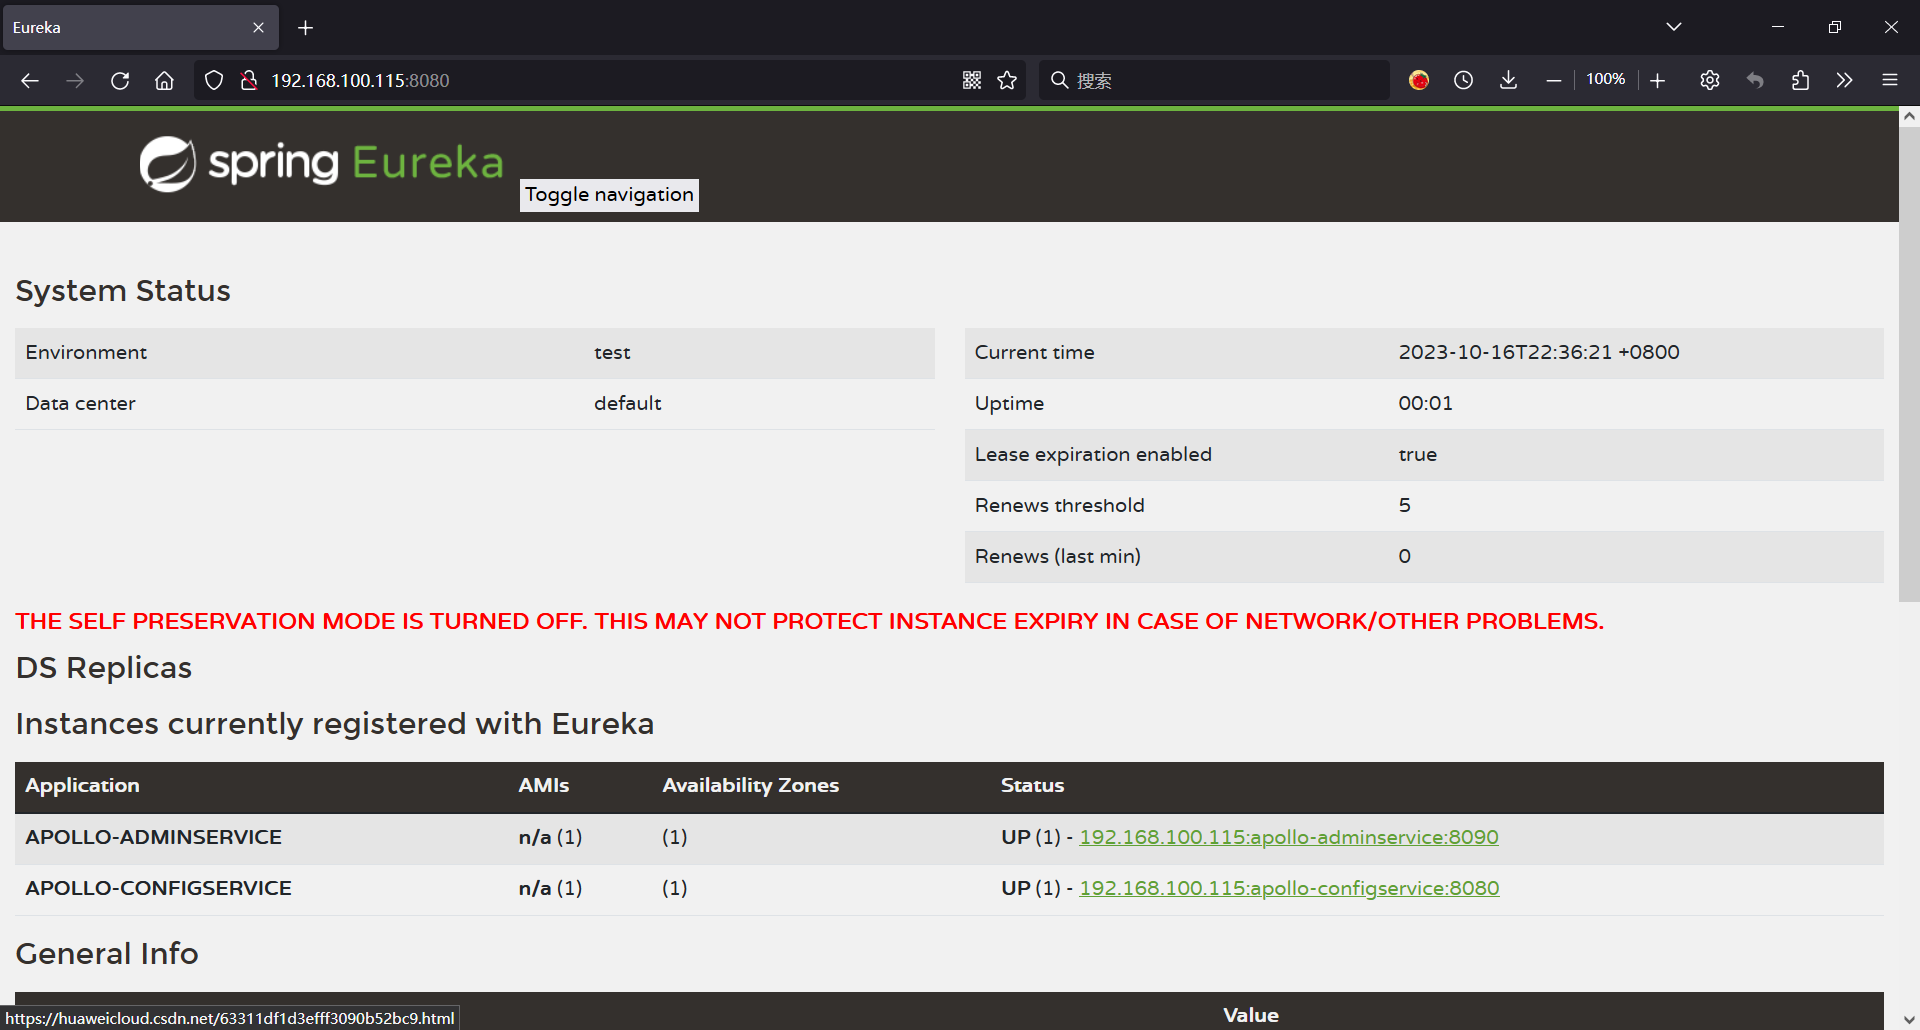 Eureka
192.168.100.115:8080
搜索
100%
spring Eureka
Toggle navigation
System Status
Environment test
Data center default
Current time 2023-10-16T22:36:21 +0800
Uptime 00:01
Lease expiration enabled true
Renews threshold 5
Renews (last min) 0
THE SELF PRESERVATION MODE IS TURNED OFF. THIS MAY NOT PROTECT INSTANCE EXPIRY IN CASE OF NETWORK/OTHER PROBLEMS.
DS Replicas
Instances currently registered with Eureka
Application AMIs Availability Zones Status
APOLLO-ADMINSERVICE n/a (1) (1) UP (1) - 192.168.100.115:apollo-adminservice:8090
APOLLO-CONFIGSERVICE n/a (1) (1) UP (1) - 192.168.100.115:apollo-configservice:8080
General Info
Value
https://huaweicloud.csdn.net/63311df1d3efff3090b52bc9.html